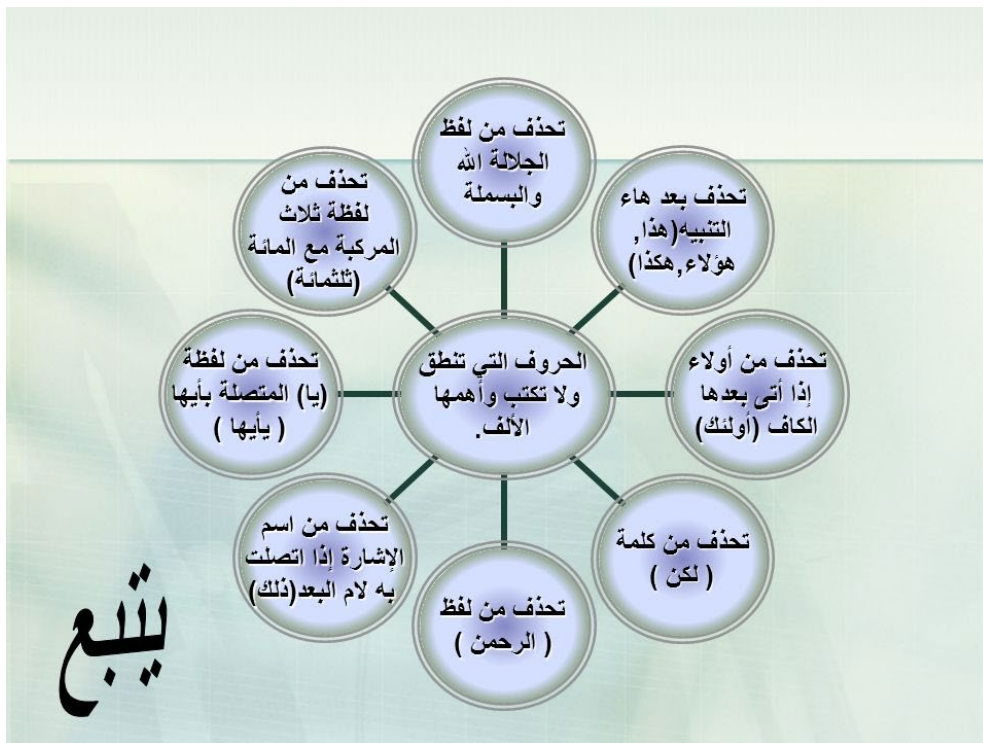 الحروف التي تنطق
ولا تكتب وأهمها
الألف.
تحذف من لفظ
الجلالة الله
والبسملة
تحذف بعد هاء
التنبيه(هذا,
هؤلاء,هكذا)
تحذف من أولاء
إذا أتى بعدها
الكاف (أولئك)
تحذف من كلمة
( لكن )
تحذف من لفظ
( الرحمن )
تحذف من اسم
الإشارة إذا اتصلت
به لام البعد(ذلك)
تحذف من لفظة
(يا) المتصلة بأيها
( يأيها )
تحذف من
لفظة ثلاث
المركبة مع المائة
(ثلثمائة)
يتبع